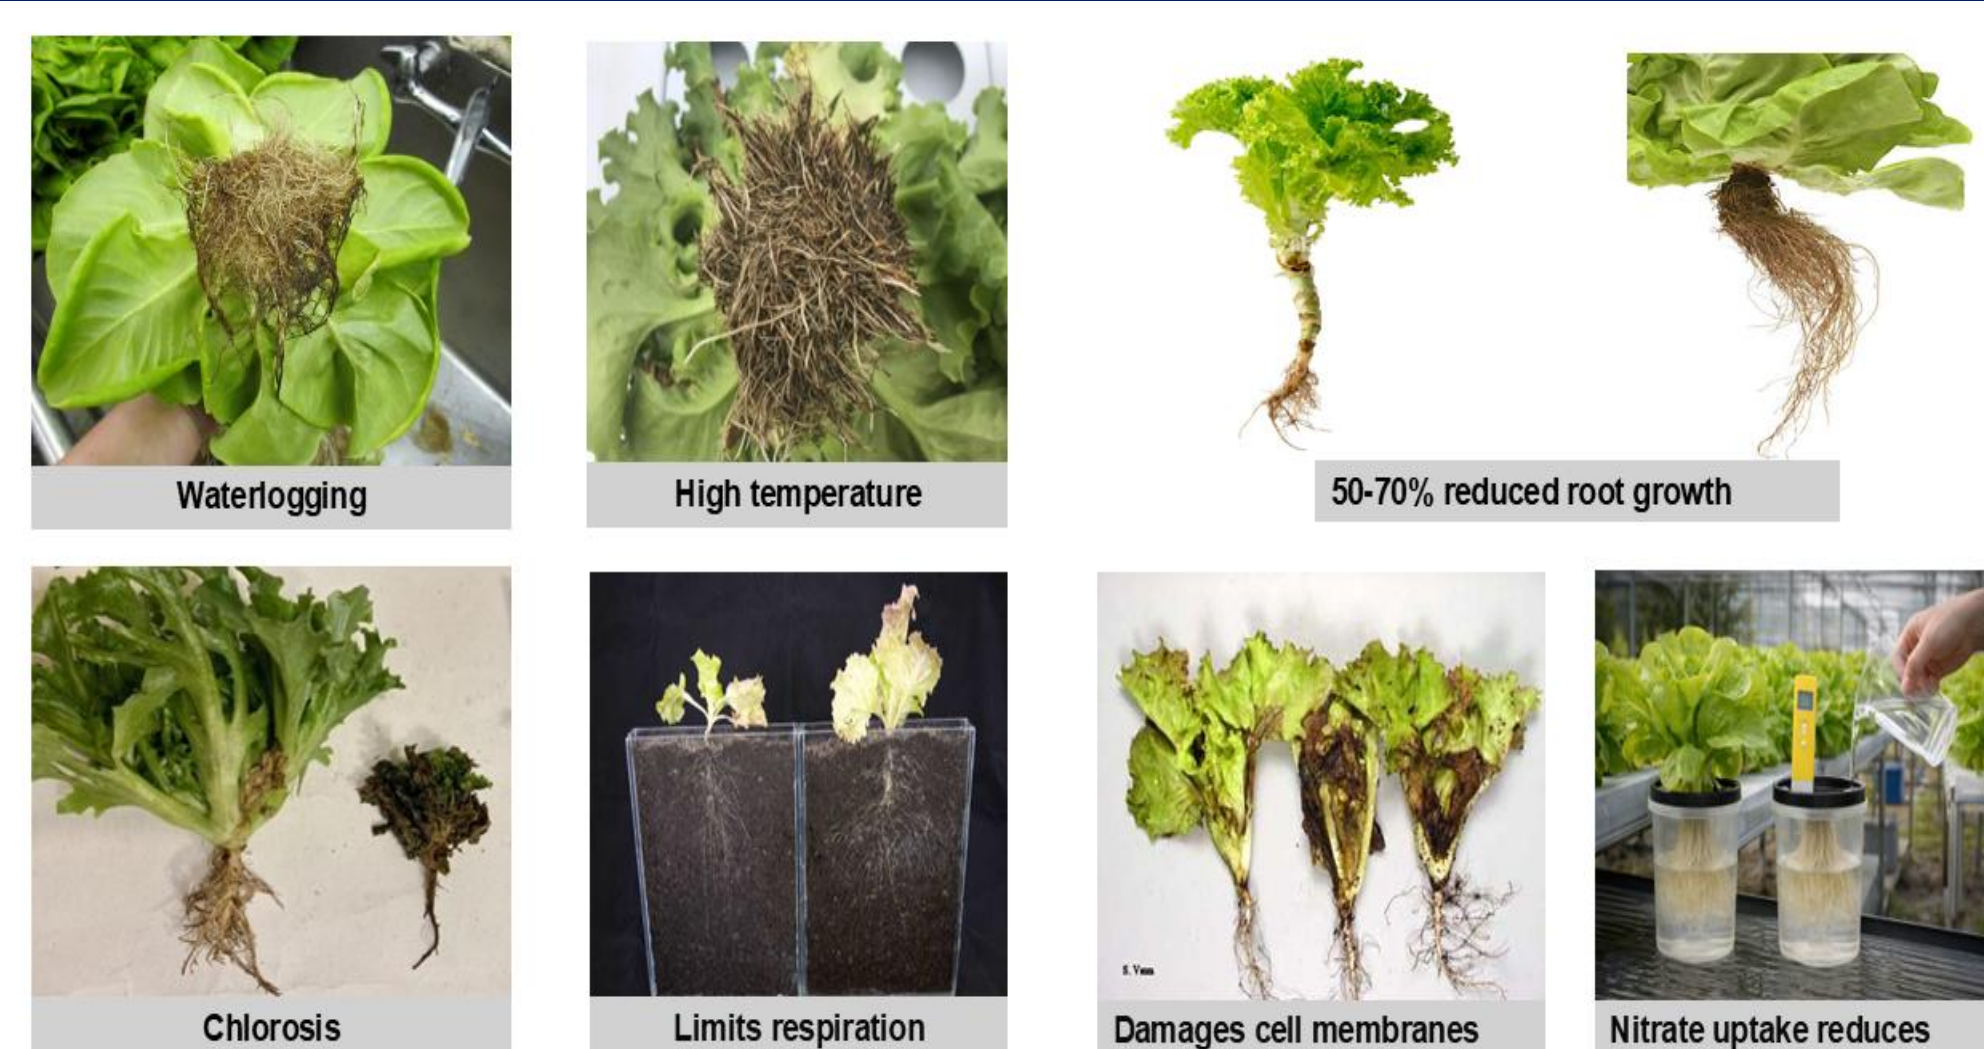 Waterlogging
High temperature
50-70% reduced root growth
Chlorosis
Limits respiration
Damages cell membranes
Nitrate uptake reduces